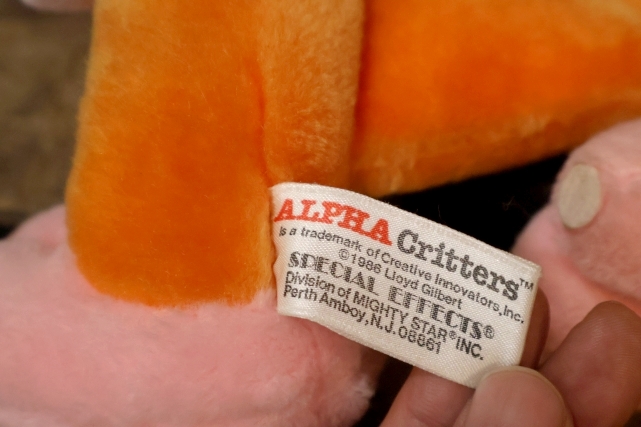 ALPHA Critters™
is a trademark of Creative Innovators, Inc.
©1986 Lloyd Gilbert
SPECIAL EFFECTS®
Division of MIGHTY STAR® INC.
Perth Amboy, N.J. 08861